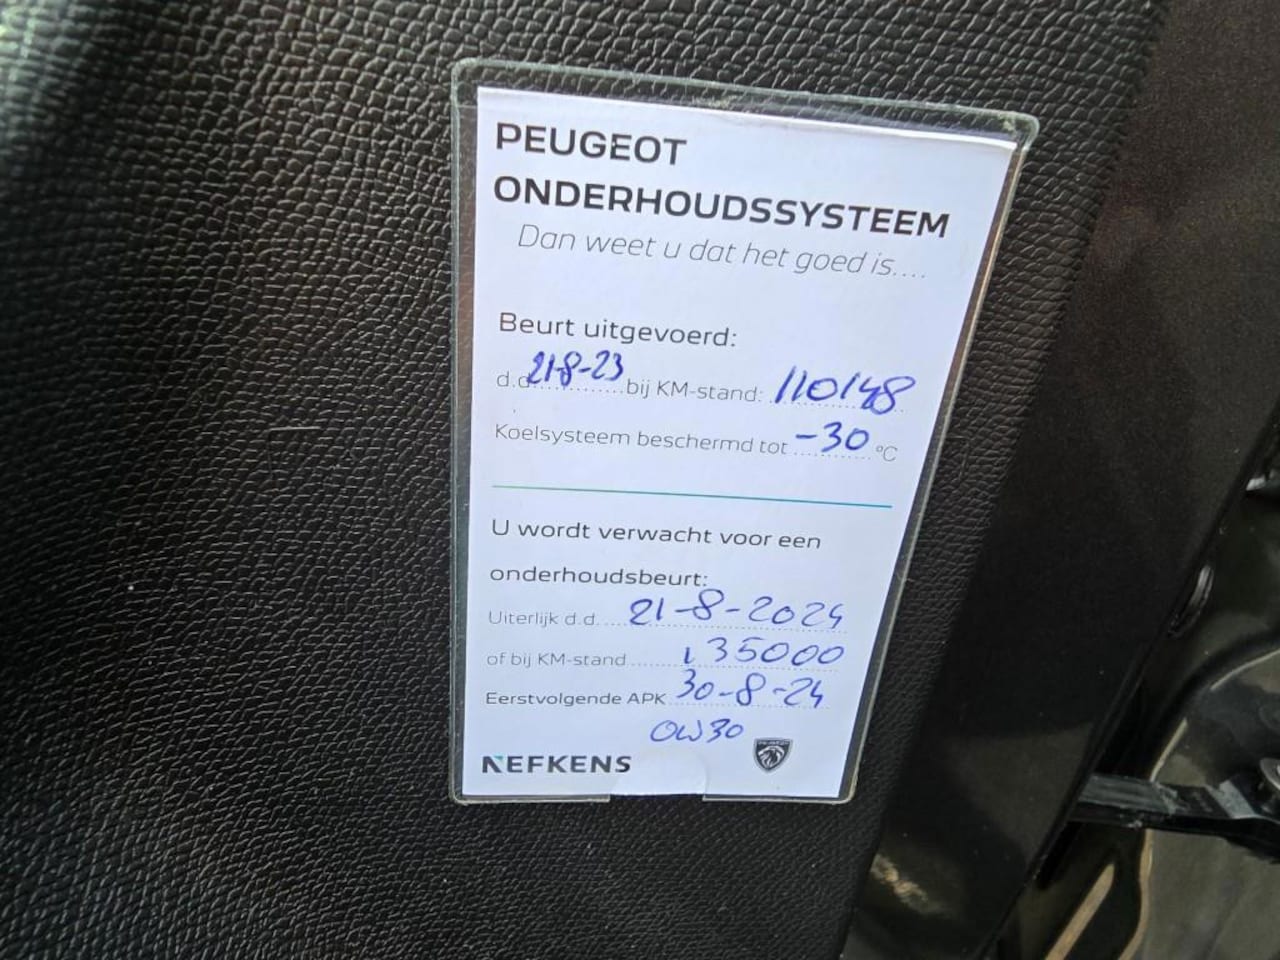 PEUGEOT
ONDERHOUDSSYSTEEM
Dan weet u dat het goed is....
Beurt uitgevoerd:
d.d. 21-8-23 bij KM-stand: 110148
Koelsysteem beschermd tot -30 °C
U wordt verwacht voor een
onderhoudsbeurt:
Uiterlijk d.d. 21-8-2024
of bij KM-stand 135000
Eerstvolgende APK 30-8-24
0W30
NEFKENS
PEUGEOT